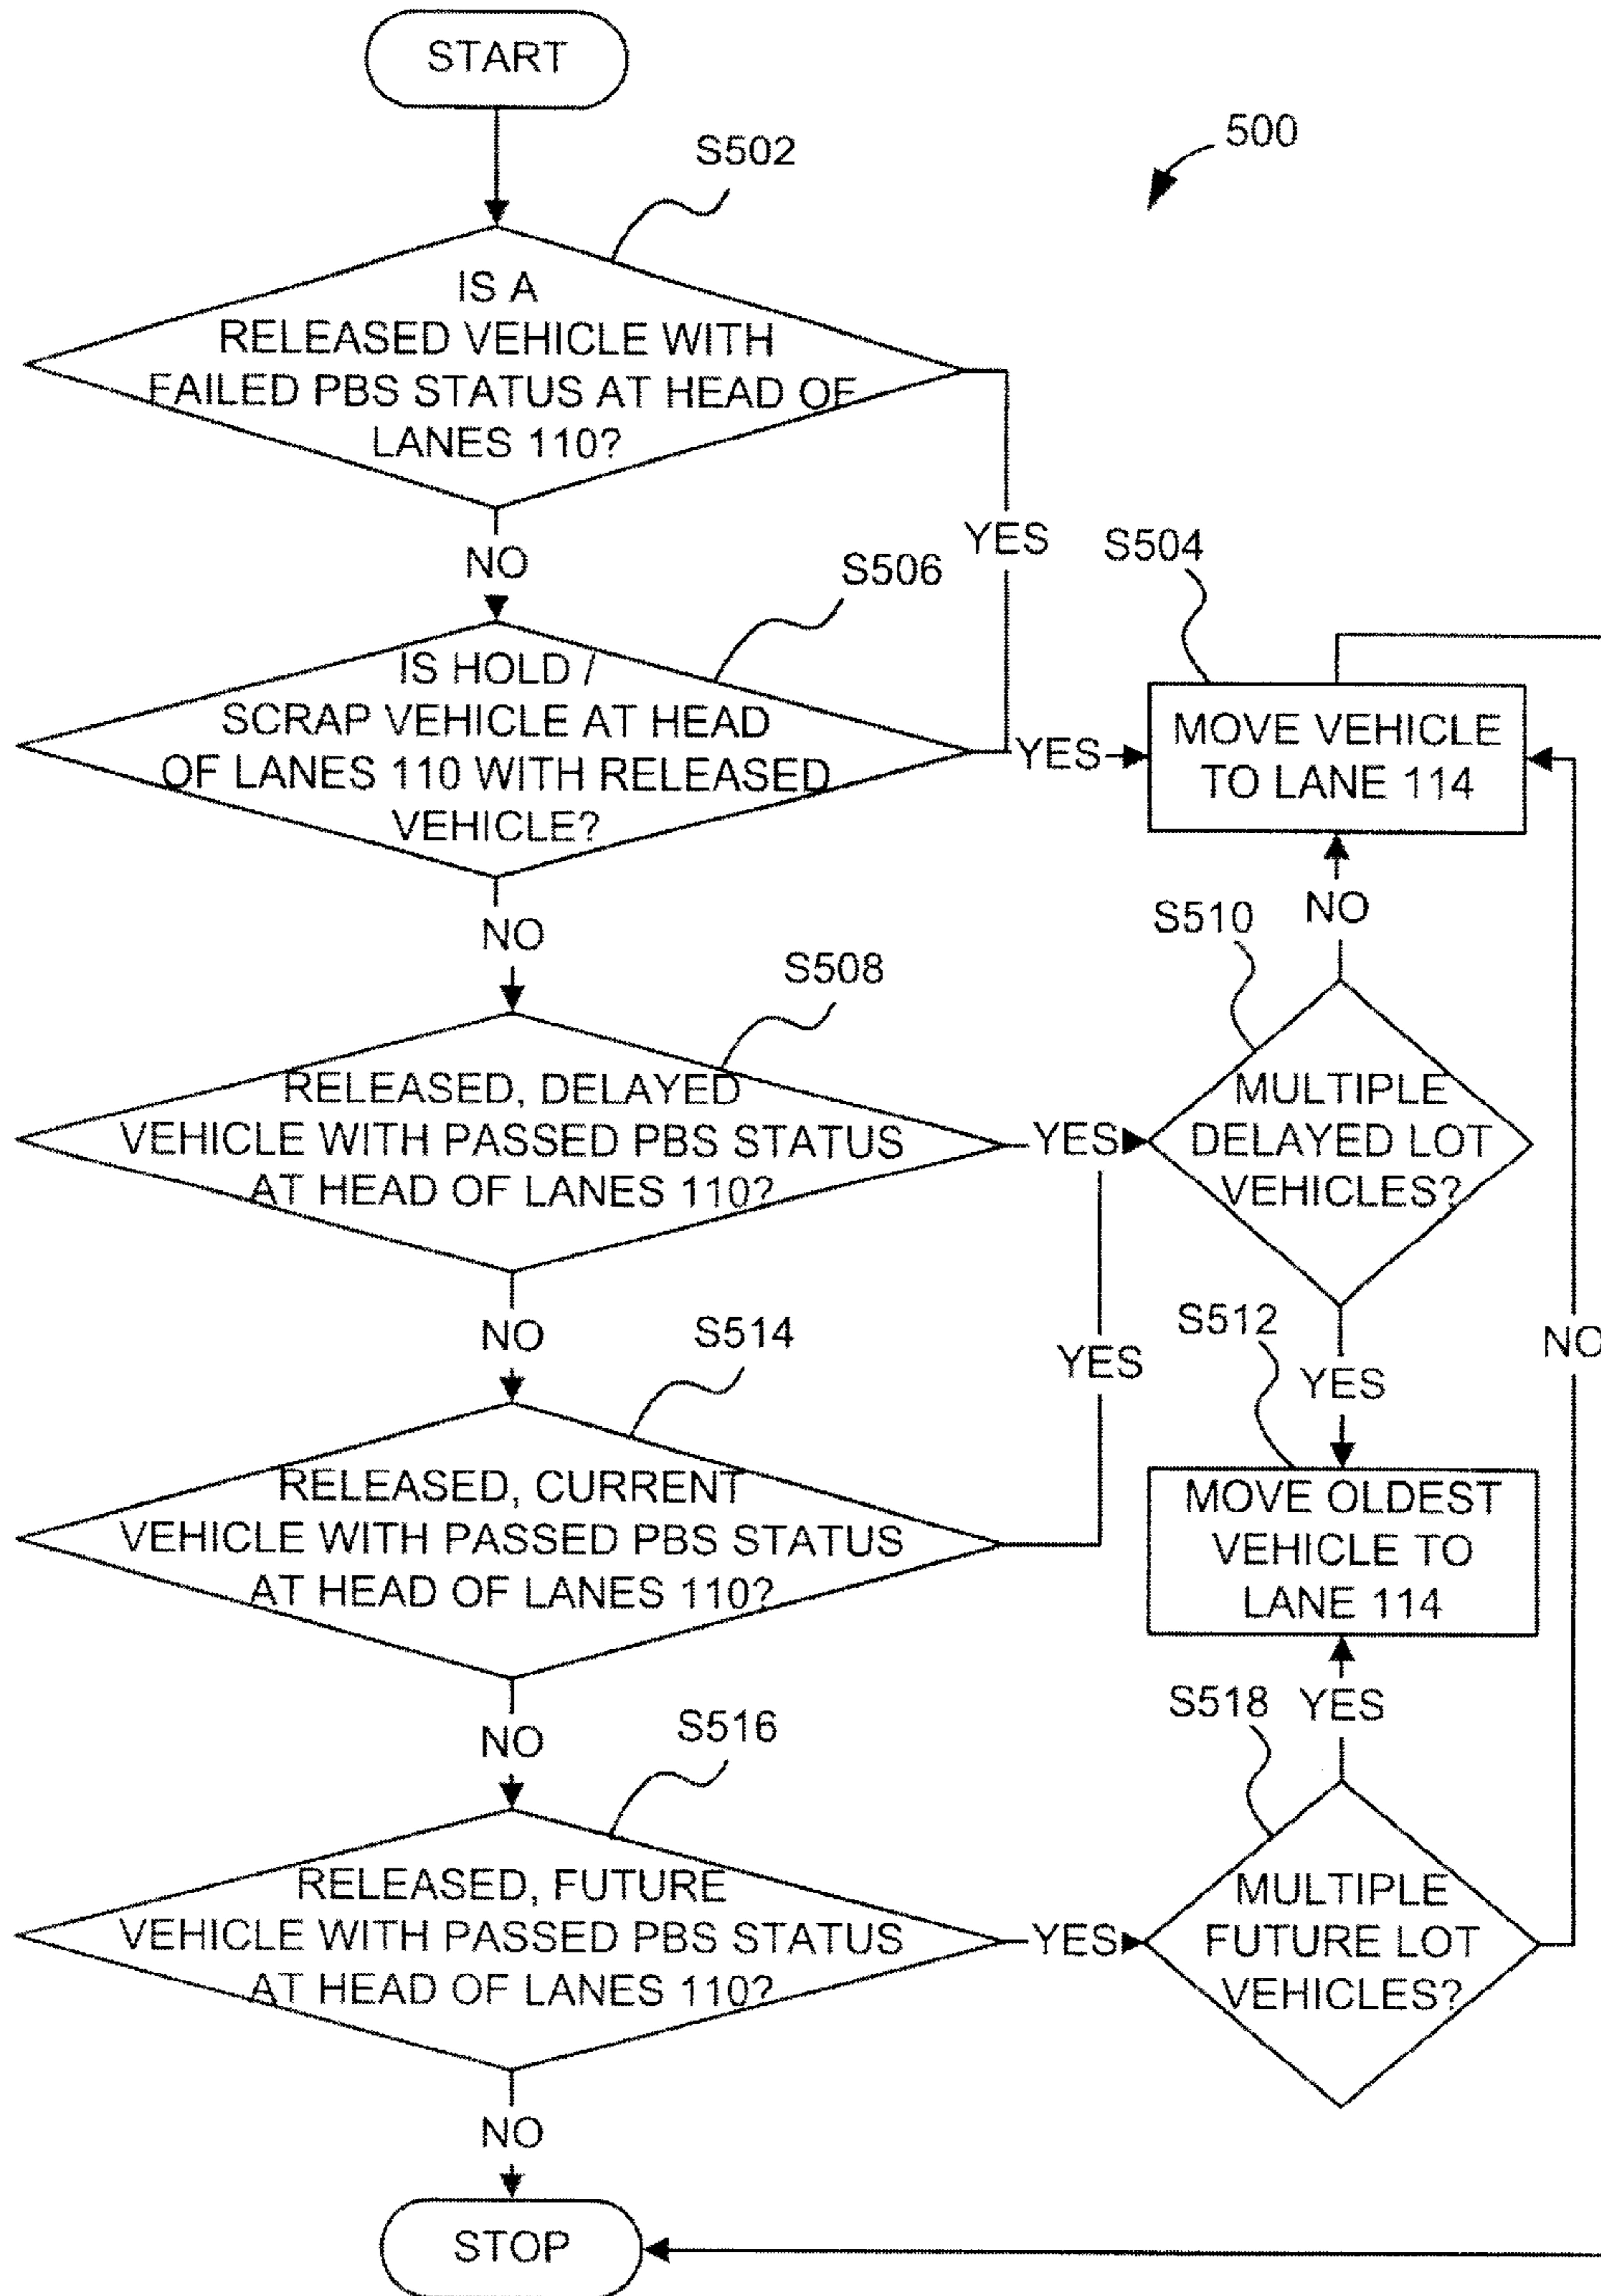 START
500
S502
IS A
RELEASED VEHICLE WITH
FAILED PBS STATUS AT HEAD OF
LANES 110?
YES
NO
S506
S504
IS HOLD /
SCRAP VEHICLE AT HEAD
OF LANES 110 WITH RELEASED
VEHICLE?
YES
MOVE VEHICLE
TO LANE 114
NO
S510
NO
S508
RELEASED, DELAYED
VEHICLE WITH PASSED PBS STATUS
AT HEAD OF LANES 110?
YES
MULTIPLE
DELAYED LOT
VEHICLES?
NO
S514
YES
S512
YES
NO
RELEASED, CURRENT
VEHICLE WITH PASSED PBS STATUS
AT HEAD OF LANES 110?
MOVE OLDEST
VEHICLE TO
LANE 114
NO
S516
S518
YES
RELEASED, FUTURE
VEHICLE WITH PASSED PBS STATUS
AT HEAD OF LANES 110?
YES
MULTIPLE
FUTURE LOT
VEHICLES?
NO
STOP